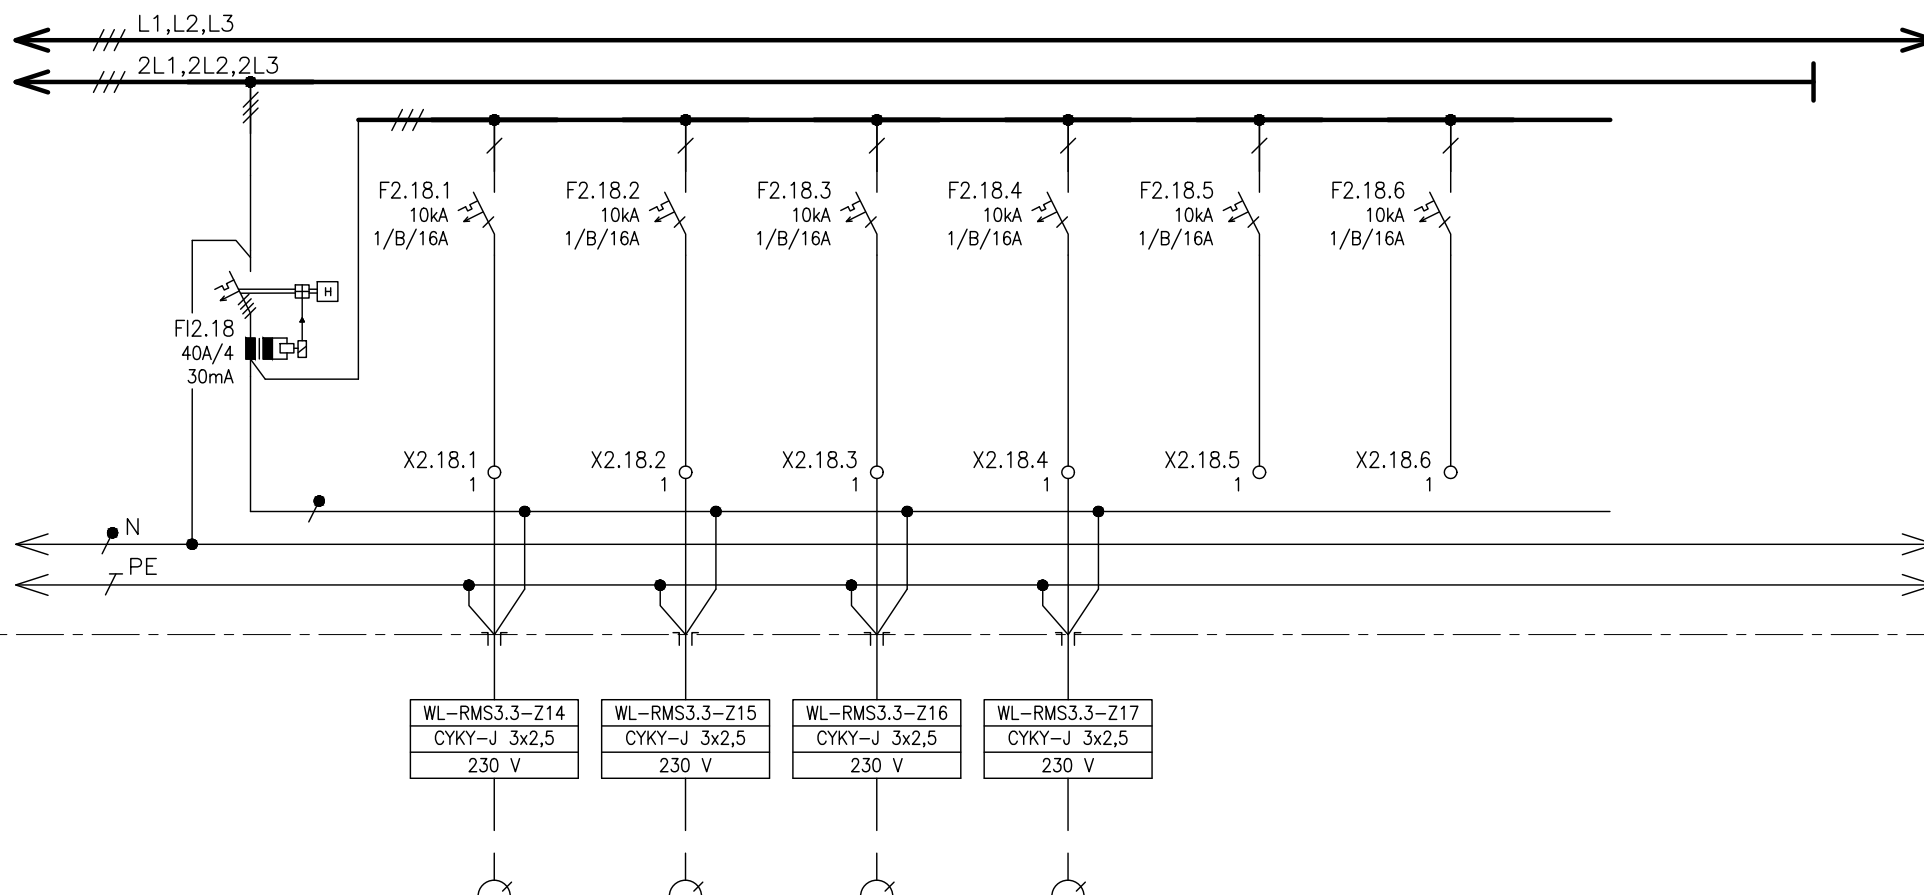 L1,L2,L3
2L1,2L2,2L3
F2.18.1
10kA
1/B/16A
F2.18.2
10kA
1/B/16A
F2.18.3
10kA
1/B/16A
F2.18.4
10kA
1/B/16A
F2.18.5
10kA
1/B/16A
F2.18.6
10kA
1/B/16A
H
FI2.18
40A/4
30mA
X2.18.1
1
X2.18.2
1
X2.18.3
1
X2.18.4
1
X2.18.5
1
X2.18.6
1
N
PE
WL-RMS3.3-Z14
CYKY-J 3x2,5
230 V
WL-RMS3.3-Z15
CYKY-J 3x2,5
230 V
WL-RMS3.3-Z16
CYKY-J 3x2,5
230 V
WL-RMS3.3-Z17
CYKY-J 3x2,5
230 V